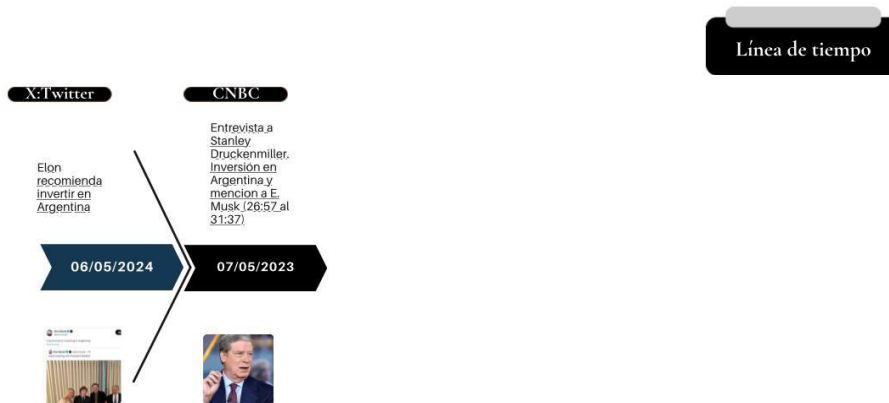 Línea de tiempo
X:Twitter
CNBC
Elon
recomienda
invertir en
Argentina
Entrevista a
Stanley
Druckenmiller.
Inversión en
Argentina y
mencion a E.
Musk (26:57 al
31:37)
06/05/2024
07/05/2023